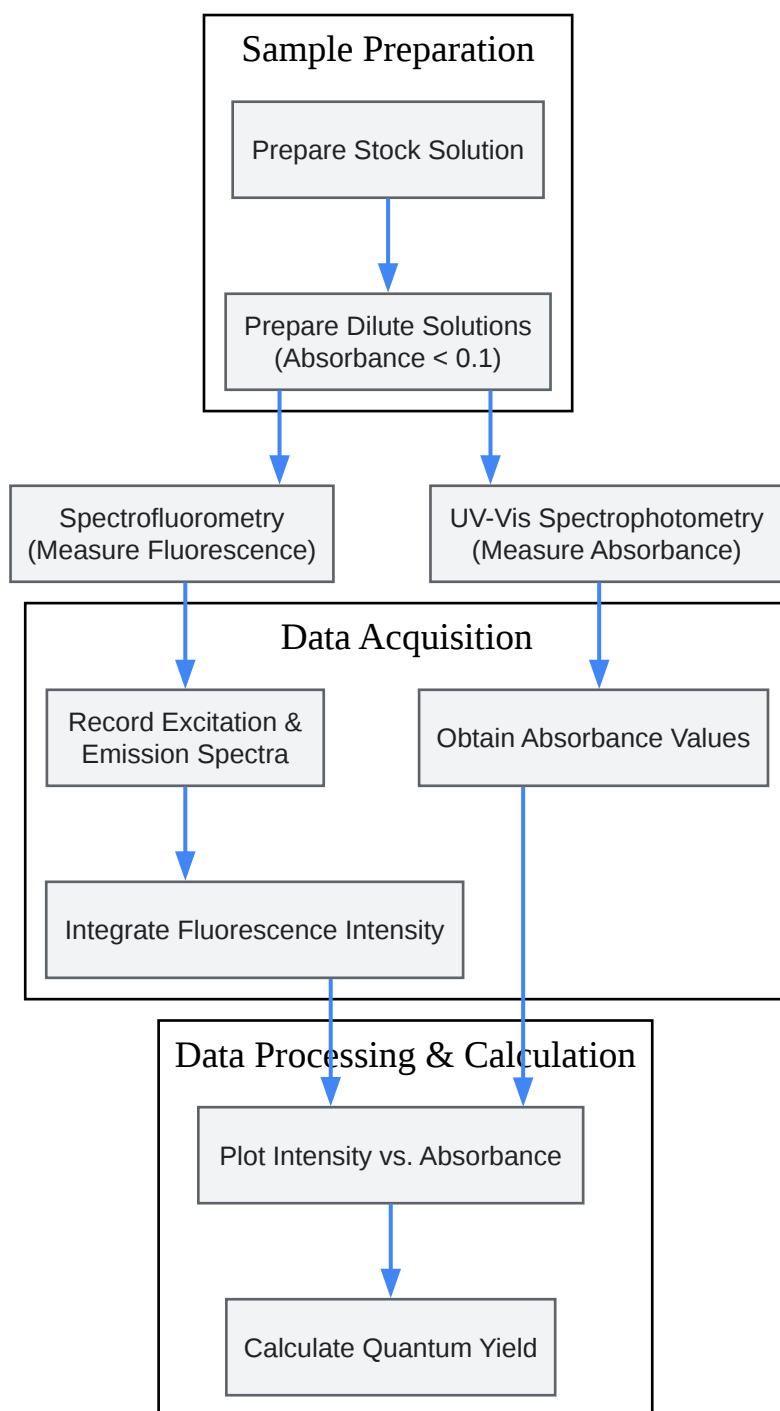 Sample Preparation
Prepare Stock Solution
Prepare Dilute Solutions
(Absorbance < 0.1)
Spectrofluorometry
(Measure Fluorescence)
UV-Vis Spectrophotometry
(Measure Absorbance)
Data Acquisition
Record Excitation &
Emission Spectra
Obtain Absorbance Values
Integrate Fluorescence Intensity
Data Processing & Calculation
Plot Intensity vs. Absorbance
Calculate Quantum Yield